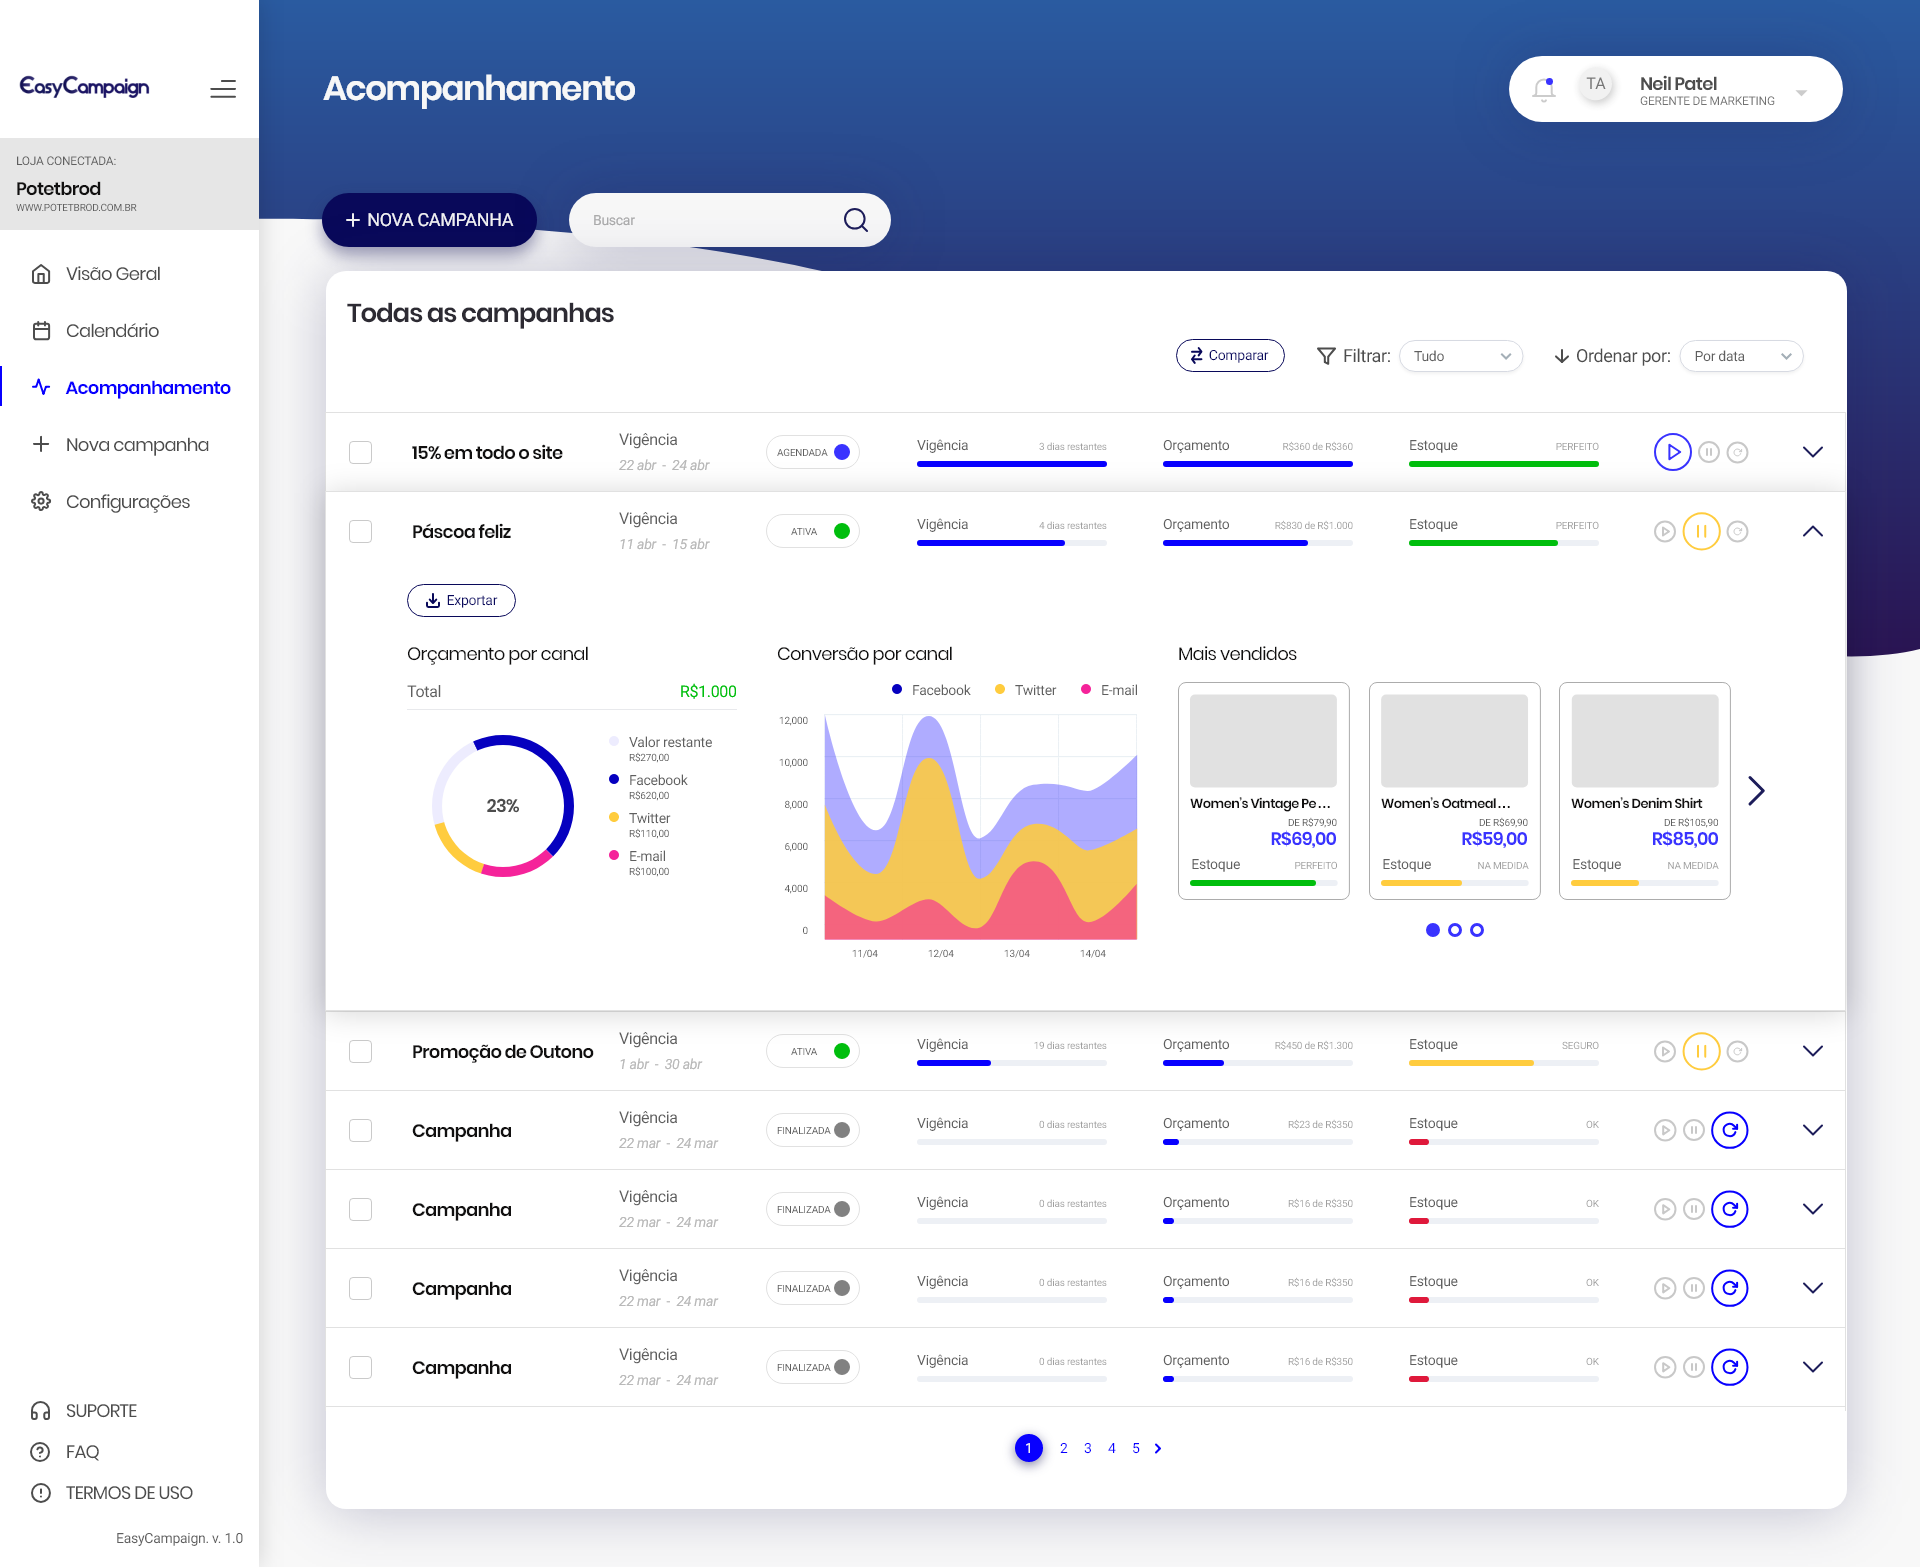 EasyCampaign
LOJA CONECTADA:
Potetbrod
WWW.POTETBROD.COM.BR
Visão Geral
Calendário
Acompanhamento
Nova campanha
Configurações
SUPORTE
FAQ
TERMOS DE USO
EasyCampaign. v. 1.0
Acompanhamento
TA
Neil Patel
GERENTE DE MARKETING
+ NOVA CAMPANHA
Buscar
Todas as campanhas
Comparar
Filtrar: Tudo
Ordenar por: Por data
15% em todo o site
Vigência
22 abr - 24 abr
AGENDADA
Vigência 3 dias restantes
Orçamento R$360 de R$360
Estoque PERFEITO
Páscoa feliz
Vigência
11 abr - 15 abr
ATIVA
Vigência 4 dias restantes
Orçamento R$830 de R$1.000
Estoque PERFEITO
Exportar
Orçamento por canal
Total R$1.000
23%
Valor restante
R$270,00
Facebook
R$620,00
Twitter
R$110,00
E-mail
R$100,00
Conversão por canal
Facebook Twitter E-mail
12,000
10,000
8,000
6,000
4,000
0
11/04 12/04 13/04 14/04
Mais vendidos
Women's Vintage Pe...
DE R$79,90
R$69,00
Estoque PERFEITO
Women's Oatmeal...
DE R$69,90
R$59,00
Estoque NA MEDIDA
Women's Denim Shirt
DE R$105,90
R$85,00
Estoque NA MEDIDA
Promoção de Outono
Vigência
1 abr - 30 abr
ATIVA
Vigência 19 dias restantes
Orçamento R$450 de R$1.300
Estoque SEGURO
Campanha
Vigência
22 mar - 24 mar
FINALIZADA
Vigência 0 dias restantes
Orçamento R$23 de R$350
Estoque OK
Campanha
Vigência
22 mar - 24 mar
FINALIZADA
Vigência 0 dias restantes
Orçamento R$16 de R$350
Estoque OK
Campanha
Vigência
22 mar - 24 mar
FINALIZADA
Vigência 0 dias restantes
Orçamento R$16 de R$350
Estoque OK
Campanha
Vigência
22 mar - 24 mar
FINALIZADA
Vigência 0 dias restantes
Orçamento R$16 de R$350
Estoque OK
1 2 3 4 5